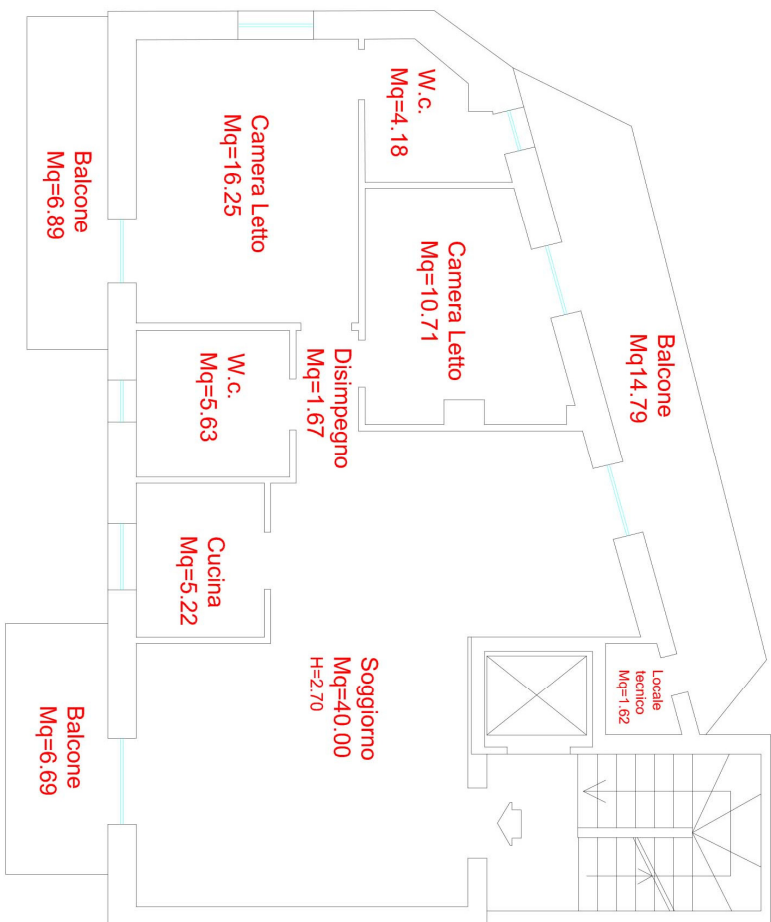 Balcone
Mq14.79
Locale
tecnico
Mq=1.62
W.c.
Mq=4.18
Camera Letto
Mq=10.71
Disimpegno
Mq=1.67
Soggiorno
Mq=40.00
H=2.70
Camera Letto
Mq=16.25
W.c.
Mq=5.63
Cucina
Mq=5.22
Balcone
Mq=6.89
Balcone
Mq=6.69